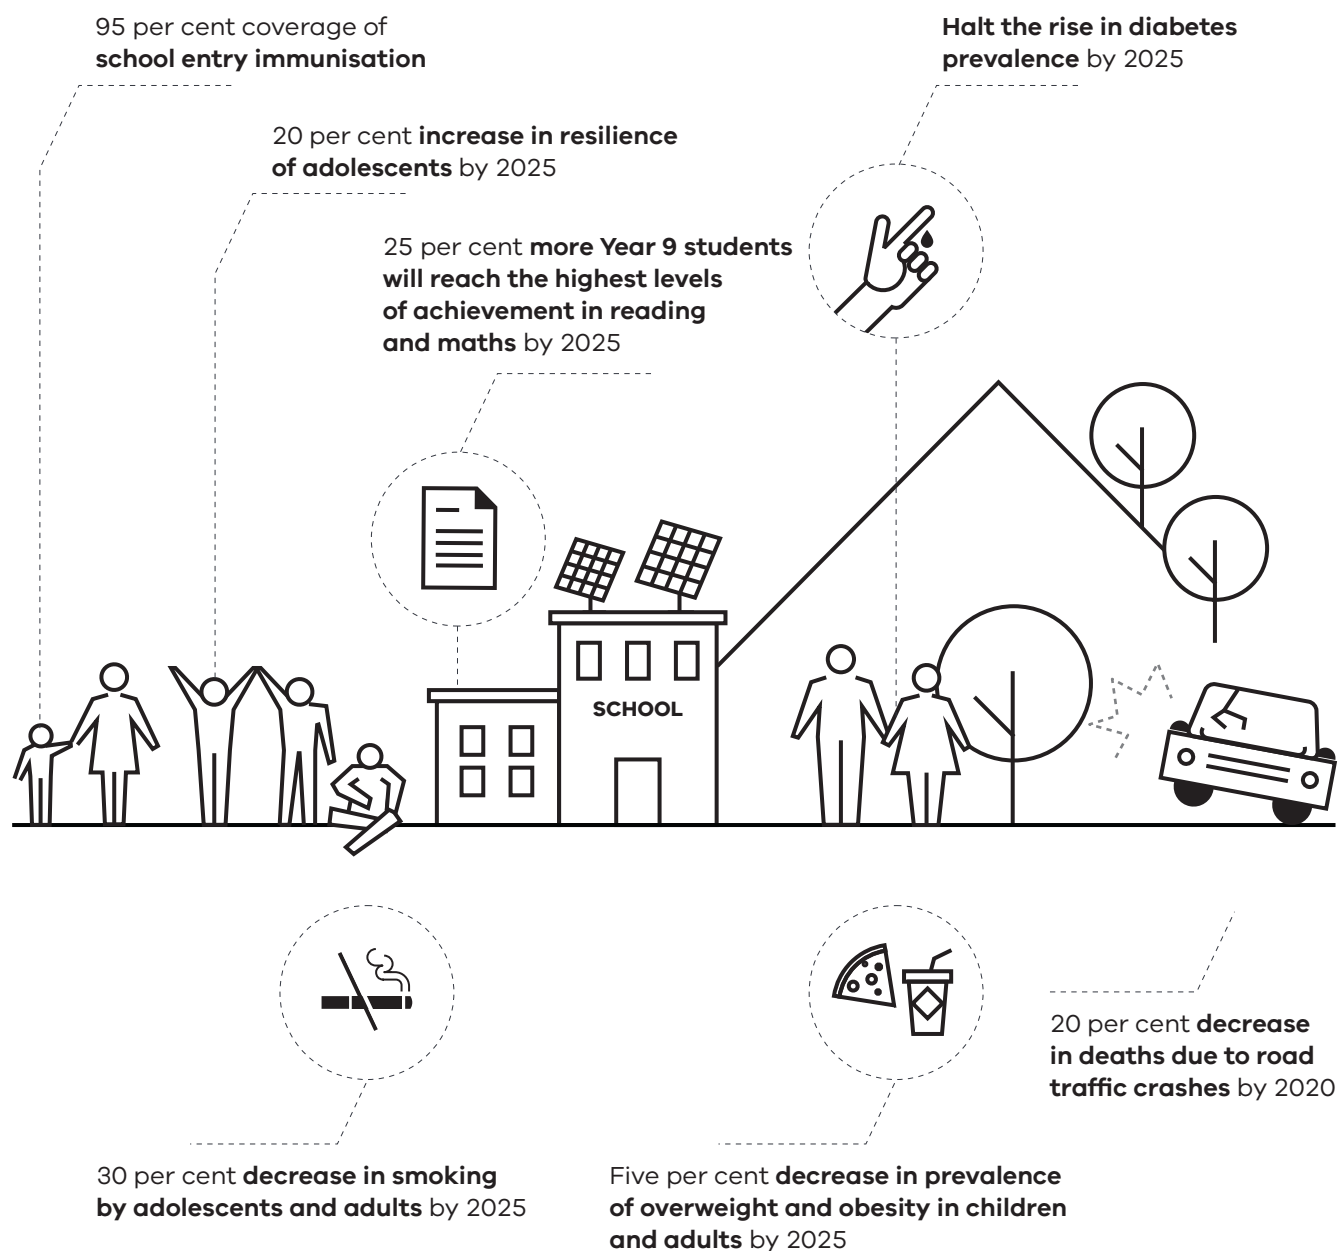 95 per cent coverage of
school entry immunisation
Halt the rise in diabetes
prevalence by 2025
20 per cent increase in resilience
of adolescents by 2025
25 per cent more Year 9 students
will reach the highest levels
of achievement in reading
and maths by 2025
SCHOOL
20 per cent decrease
in deaths due to road
traffic crashes by 2020
30 per cent decrease in smoking
by adolescents and adults by 2025
Five per cent decrease in prevalence
of overweight and obesity in children
and adults by 2025